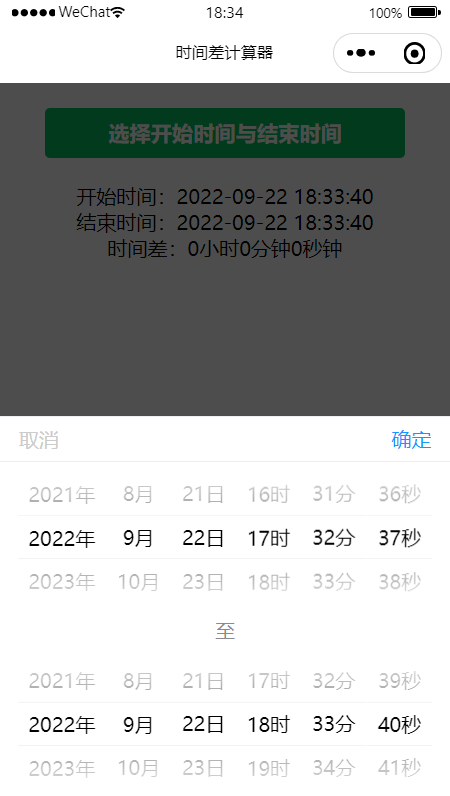 WeChat 18:34 100%
时间差计算器
选择开始时间与结束时间
开始时间：2022-09-22 18:33:40
结束时间：2022-09-22 18:33:40
时间差：0小时0分钟0秒钟
取消 确定
2021年 8月 21日 16时 31分 36秒
2022年 9月 22日 17时 32分 37秒
2023年 10月 23日 18时 33分 38秒
至
2021年 8月 21日 17时 32分 39秒
2022年 9月 22日 18时 33分 40秒
2023年 10月 23日 19时 34分 41秒